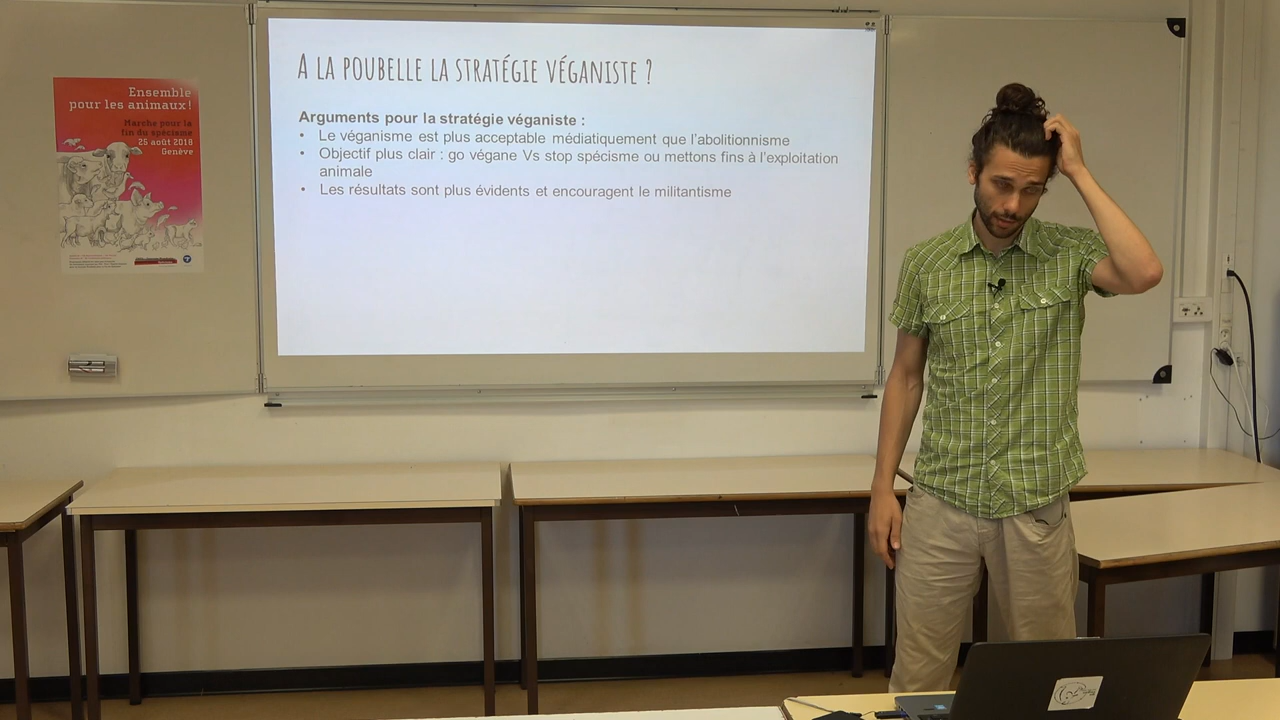 Ensemble
pour les animaux!
Marche pour la
fin du spécisme
25 août 2018
Genève
A LA POUBELLE LA STRATÉGIE VÉGANISTE ?
Arguments pour la stratégie véganiste :
• Le véganisme est plus acceptable médiatiquement que l'abolitionnisme
• Objectif plus clair : go végane Vs stop spécisme ou mettons fins à l'exploitation
animale
• Les résultats sont plus évidents et encouragent le militantisme